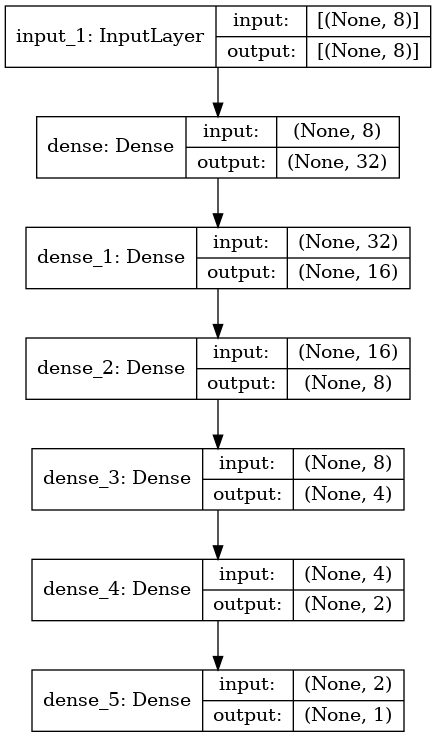 input_1: InputLayer input: [(None, 8)]
output: [(None, 8)]
dense: Dense input: (None, 8)
output: (None, 32)
dense_1: Dense input: (None, 32)
output: (None, 16)
dense_2: Dense input: (None, 16)
output: (None, 8)
dense_3: Dense input: (None, 8)
output: (None, 4)
dense_4: Dense input: (None, 4)
output: (None, 2)
dense_5: Dense input: (None, 2)
output: (None, 1)